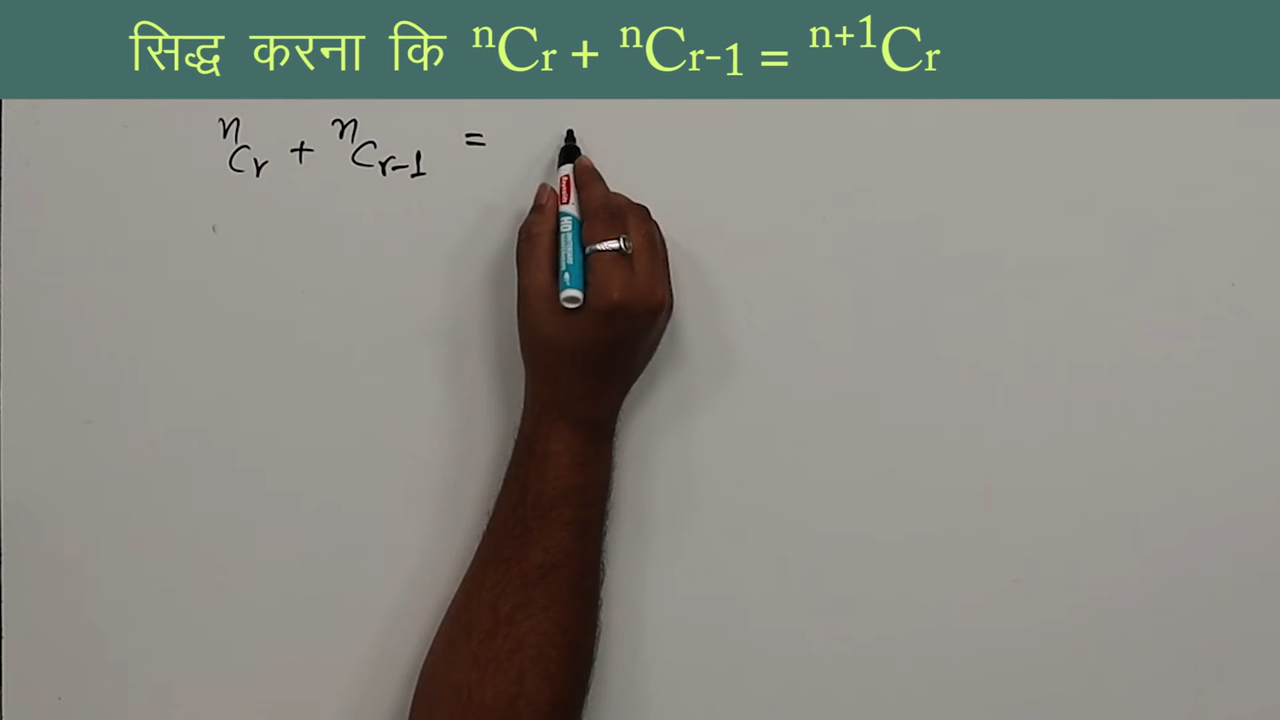 सिद्ध करना कि ⁿCr + ⁿCr-1 = ⁿ⁺¹Cr
ⁿCr + ⁿCr-1 =